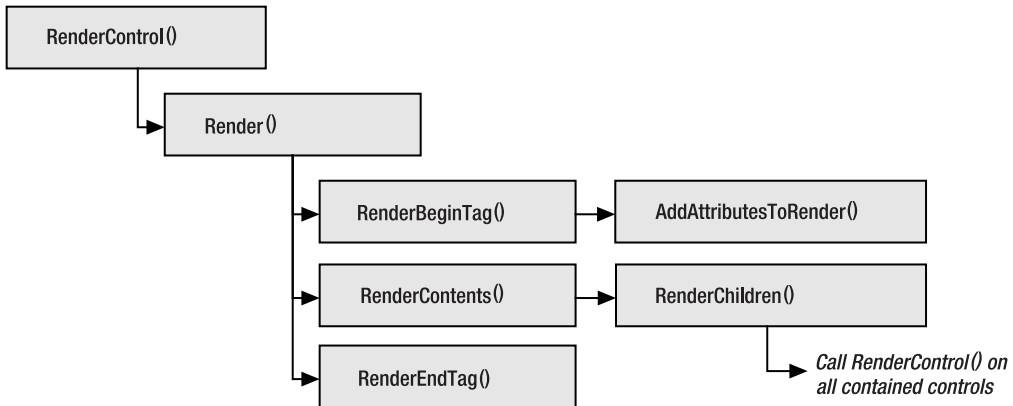 RenderControl()
Render()
RenderBeginTag()
AddAttributesToRender()
RenderContents()
RenderChildren()
RenderEndTag()
Call RenderControl() on
all contained controls